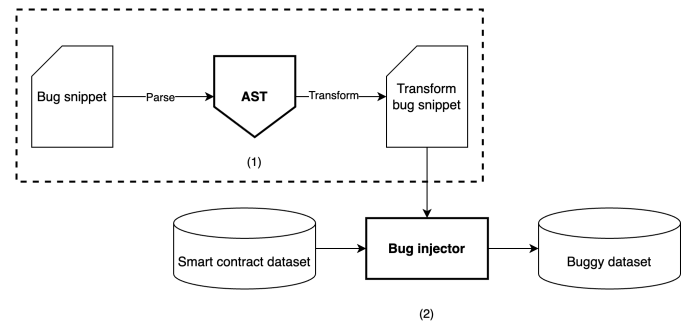 Bug snippet
Parse
AST
Transform
Transform
bug snippet
(1)
Smart contract dataset
Bug injector
Buggy dataset
(2)